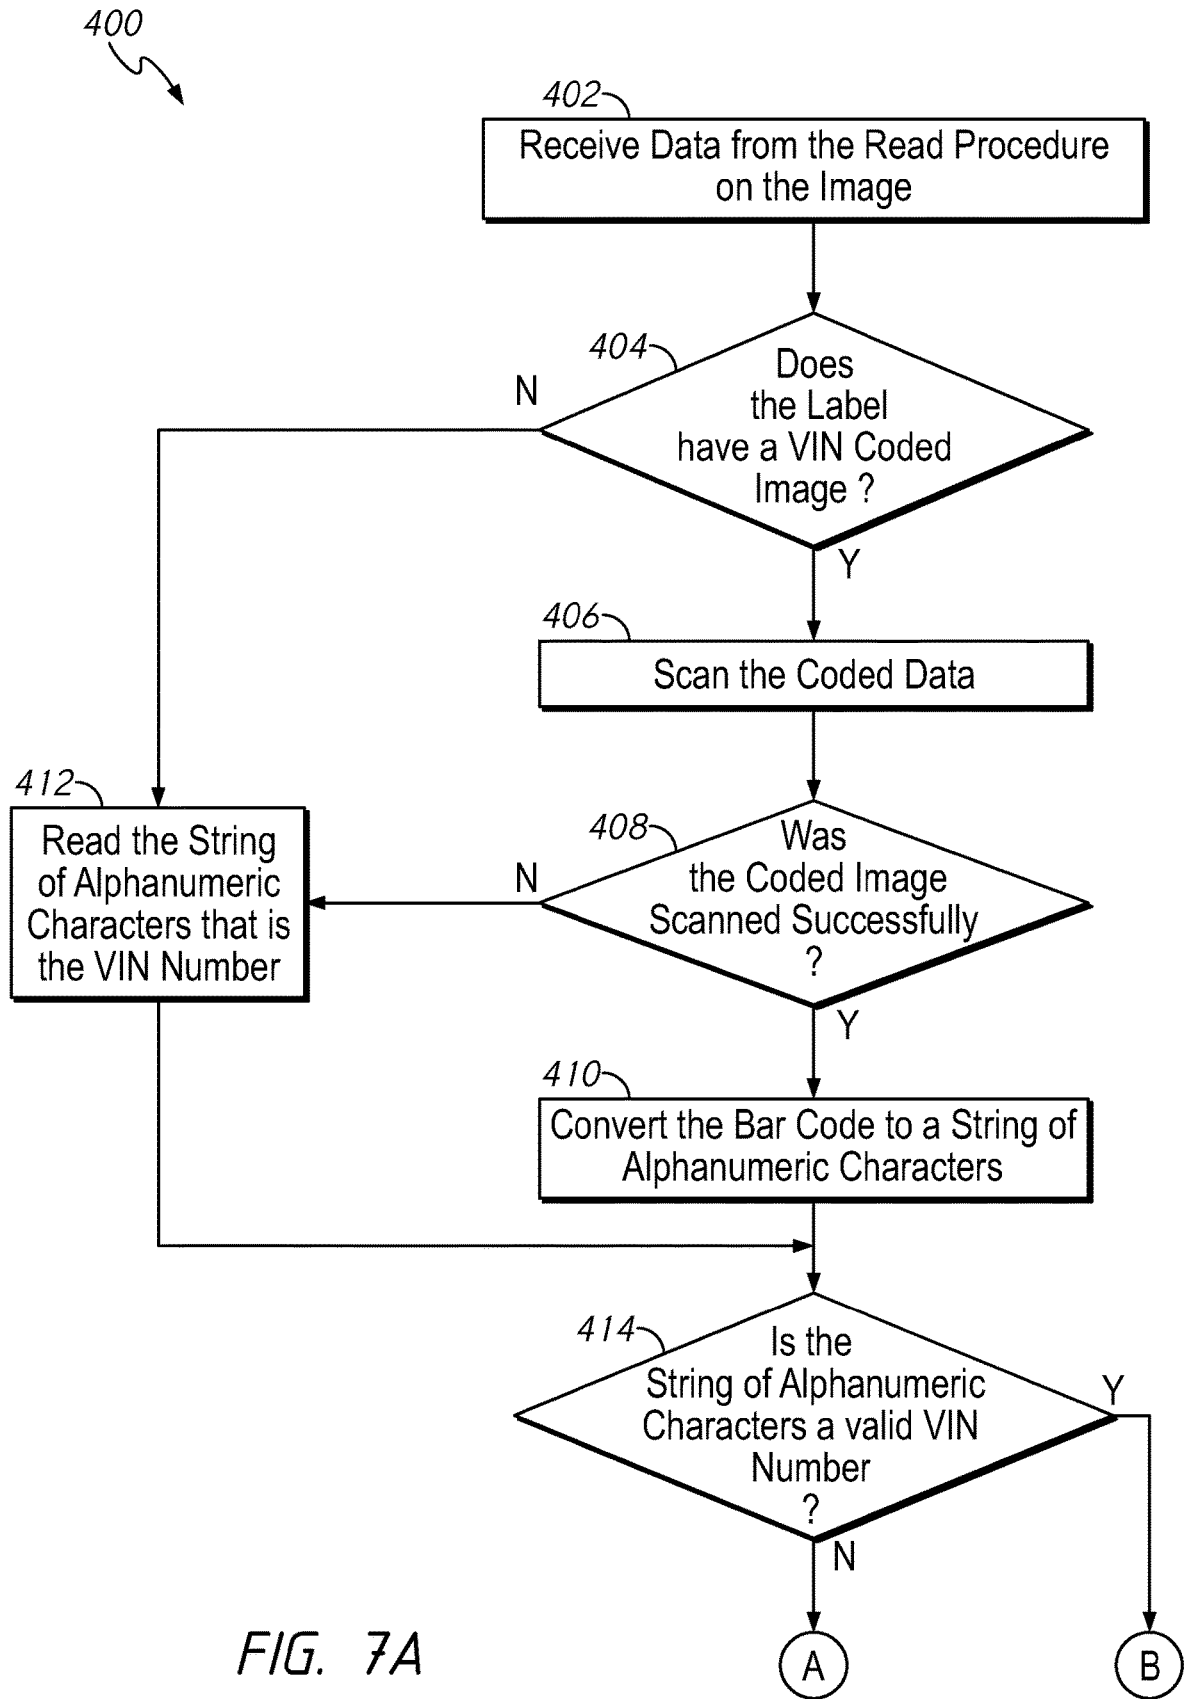 400
402
Receive Data from the Read Procedure
on the Image
404
Does
the Label
have a VIN Coded
Image ?
N
Y
406
Scan the Coded Data
412
Read the String
of Alphanumeric
Characters that is
the VIN Number
408
Was
the Coded Image
Scanned Successfully
?
N
Y
410
Convert the Bar Code to a String of
Alphanumeric Characters
414
Is the
String of Alphanumeric
Characters a valid VIN
Number
?
Y
N
A
B
FIG. 7A